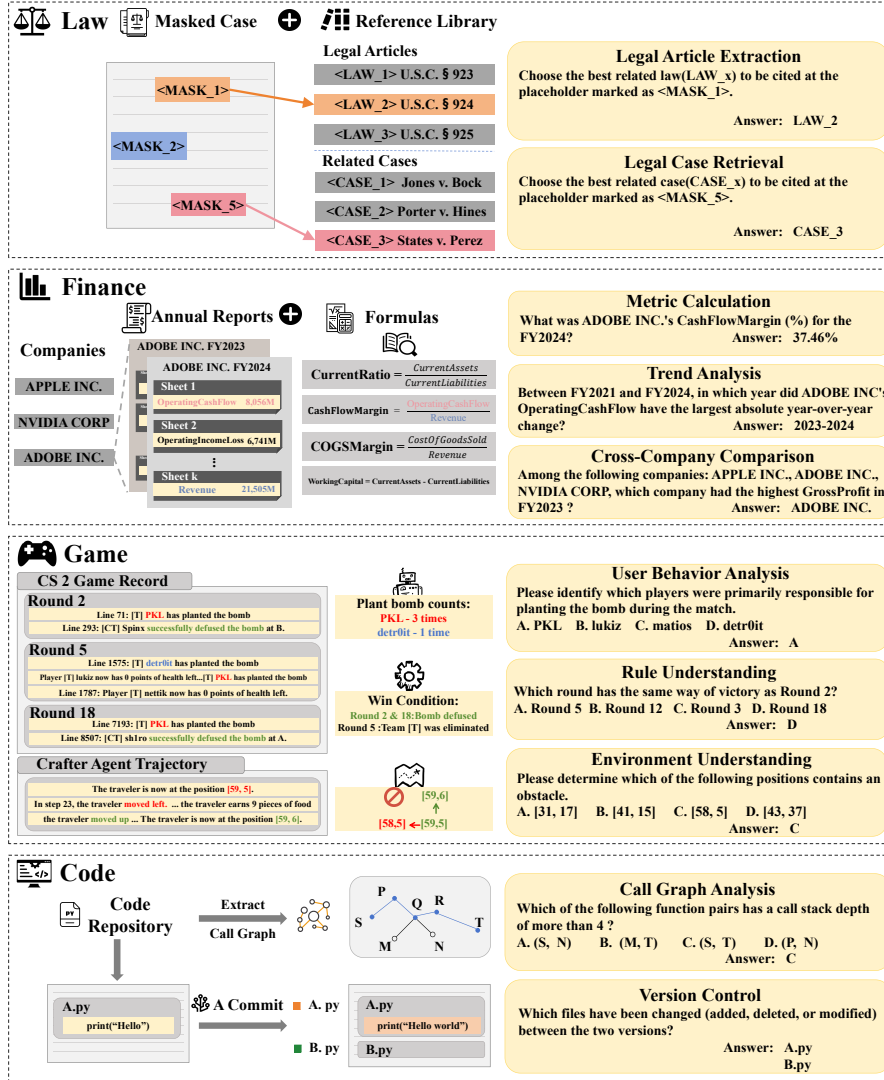 Law
Masked Case
Reference Library
<MASK_1>
<MASK_2>
<MASK_5>
Legal Articles
<LAW_1> U.S.C. § 923
<LAW_2> U.S.C. § 924
<LAW_3> U.S.C. § 925
Related Cases
<CASE_1> Jones v. Bock
<CASE_2> Porter v. Hines
<CASE_3> States v. Perez
Legal Article Extraction
Choose the best related law(LAW_x) to be cited at the
placeholder marked as <MASK_1>.
Answer: LAW_2
Legal Case Retrieval
Choose the best related case(CASE_x) to be cited at the
placeholder marked as <MASK_5>.
Answer: CASE_3
Finance
Annual Reports
Formulas
Companies
APPLE INC.
NVIDIA CORP
ADOBE INC.
ADOBE INC. FY2023
ADOBE INC. FY2024
Sheet 1
OperatingCashFlow 8,056M
Sheet 2
OperatingIncomeLoss 6,741M
Sheet k
Revenue 21,505M
CurrentRatio = CurrentAssets / CurrentLiabilities
CashFlowMargin = OperatingCashFlow / Revenue
COGSMargin = CostOfGoodsSold / Revenue
WorkingCapital = CurrentAssets - CurrentLiabilities
Metric Calculation
What was ADOBE INC.'s CashFlowMargin (%) for the
FY2024? Answer: 37.46%
Trend Analysis
Between FY2021 and FY2024, in which year did ADOBE INC's
OperatingCashFlow have the largest absolute year-over-year
change? Answer: 2023-2024
Cross-Company Comparison
Among the following companies: APPLE INC., ADOBE INC.,
NVIDIA CORP, which company had the highest GrossProfit in
FY2023 ? Answer: ADOBE INC.
Game
CS 2 Game Record
Round 2
Line 71: [T] PKL has planted the bomb
Line 293: [CT] Spinx successfully defused the bomb at B.
Round 5
Line 1575: [T] detr0it has planted the bomb
Player [T] lukiz now has 0 points of health left...[T] PKL has planted the bomb
Line 1787: Player [T] nettik now has 0 points of health left.
Round 18
Line 7193: [T] PKL has planted the bomb
Line 8507: [CT] sh1ro successfully defused the bomb at A.
Crafter Agent Trajectory
The traveler is now at the position [59, 5].
In step 23, the traveler moved left. ... the traveler earns 9 pieces of food
the traveler moved up ... The traveler is now at the position [59, 6].
Plant bomb counts:
PKL - 3 times
detr0it - 1 time
Win Condition:
Round 2 & 18:Bomb defused
Round 5 :Team [T] was eliminated
[59,6]
[58,5]
[59,5]
User Behavior Analysis
Please identify which players were primarily responsible for
planting the bomb during the match.
A. PKL B. lukiz C. matios D. detr0it
Answer: A
Rule Understanding
Which round has the same way of victory as Round 2?
A. Round 5 B. Round 12 C. Round 3 D. Round 18
Answer: D
Environment Understanding
Please determine which of the following positions contains an
obstacle.
A. [31, 17] B. [41, 15] C. [58, 5] D. [43, 37]
Answer: C
Code
PY
Code
Repository
Extract
Call Graph
P
S
Q
R
T
M
N
A.py
print("Hello")
A Commit
A. py
B. py
A.py
print("Hello world")
B.py
Call Graph Analysis
Which of the following function pairs has a call stack depth
of more than 4 ?
A. (S, N) B. (M, T) C. (S, T) D. (P, N)
Answer: C
Version Control
Which files have been changed (added, deleted, or modified)
between the two versions?
Answer: A.py
B.py